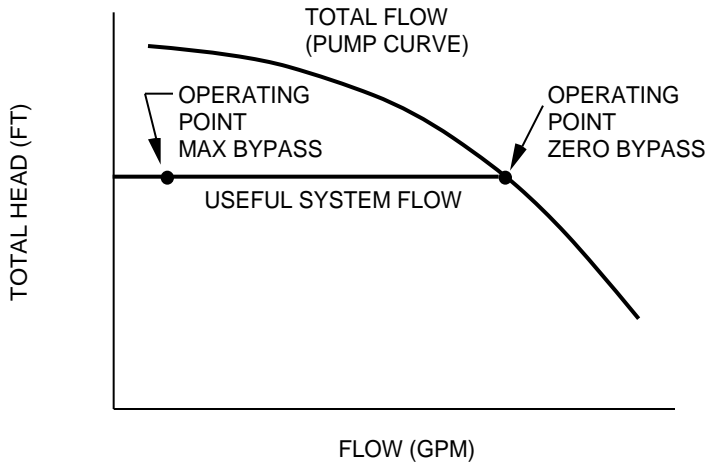 TOTAL FLOW
(PUMP CURVE)
OPERATING
POINT
MAX BYPASS
OPERATING
POINT
ZERO BYPASS
USEFUL SYSTEM FLOW
TOTAL HEAD (FT)
FLOW (GPM)